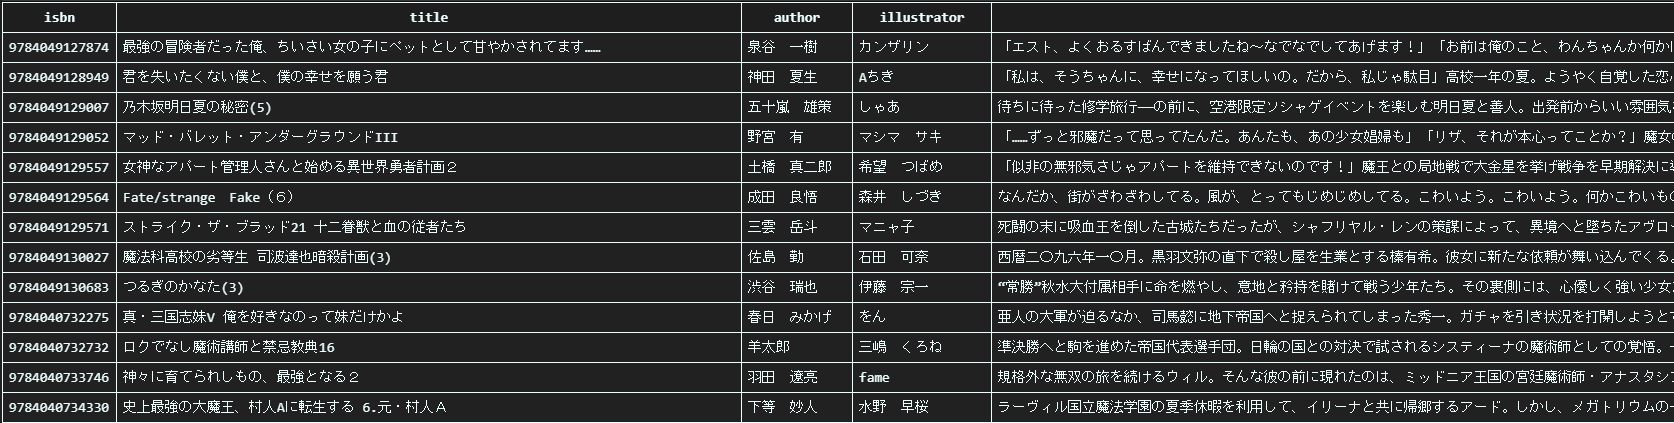 isbn title author illustrator
9784049127874 最強の冒険者だった俺、ちいさい女の子にペットとして甘やかされてます…… 泉谷　一樹 カンザリン 「エスト、よくおるすばんできましたね～なでなでしてあげます！」「お前は俺のこと、わんちゃんか何か
9784049128949 君を失いたくない僕と、僕の幸せを願う君 神田　夏生 Aちき 「私は、そうちゃんに、幸せになってほしいの。だから、私じゃ駄目」高校一年の夏。ようやく自覚した恋
9784049129007 乃木坂明日夏の秘密(5) 五十嵐　雄策 しゃあ 待ちに待った修学旅行――の前に、空港限定ソシャゲイベントを楽しむ明日夏と善人。出発前からいい雰囲気
9784049129052 マッド・バレット・アンダーグラウンドIII 野宮　有 マシマ　サキ 「……ずっと邪魔だって思ってたんだ。あんたも、あの少女娼婦も」「リザ、それが本心ってことか？」魔女
9784049129557 女神なアパート管理人さんと始める異世界勇者計画２ 土橋　真二郎 希望　つばめ 「似非の無邪気さじゃアパートを維持できないのです！」魔王との局地戦で大金星を挙げ戦争を早期解決に
9784049129564 Fate/strange　Fake（６） 成田　良悟 森井　しづき なんだか、街がざわざわしてる。風が、とってもじめじめしてる。こわいよう。こわいよう。何かこわいも
9784049129571 ストライク・ザ・ブラッド21 十二眷獣と血の従者たち 三雲　岳斗 マニャ子 死闘の末に吸血王を倒した古城たちだったが、シャフリヤル・レンの策謀によって、異境へと堕ちたアヴロ
9784049130027 魔法科高校の劣等生 司波達也暗殺計画(3) 佐島　勤 石田　可奈 西暦二〇九六年一〇月。黒羽文弥の直下で殺し屋を生業とする榛有希。彼女に新たな依頼が舞い込んでくる。
9784049130683 つるぎのかなた(3) 渋谷　瑞也 伊藤　宗一 “常勝”秋水大付属相手に命を燃やし、意地と矜持を賭けて戦う少年たち。その裏側には、心優しく強い少女
9784040732275 真・三国志妹V 俺を好きなのって妹だけかよ 春日　みかげ をん 亜人の大軍が迫るなか、司馬懿に地下帝国へと捉えられてしまった秀一。ガチャを引き状況を打開しようと
9784040732732 ロクでなし魔術講師と禁忌教典16 羊太郎 三嶋　くろね 準決勝へと駒を進めた帝国代表選手団。日輪の国との対決で試されるシスティーナの魔術師としての覚悟。
9784040733746 神々に育てられしもの、最強となる２ 羽田　遼亮 fame 規格外な無双の旅を続けるウィル。そんな彼の前に現れたのは、ミッドニア王国の宮廷魔術師・アナスタシ
9784040734330 史上最強の大魔王、村人Aに転生する 6.元・村人Ａ 下等　妙人 水野　早桜 ラーヴィル国立魔法学園の夏季休暇を利用して、イリーナと共に帰郷するアード。しかし、メガトリウムの